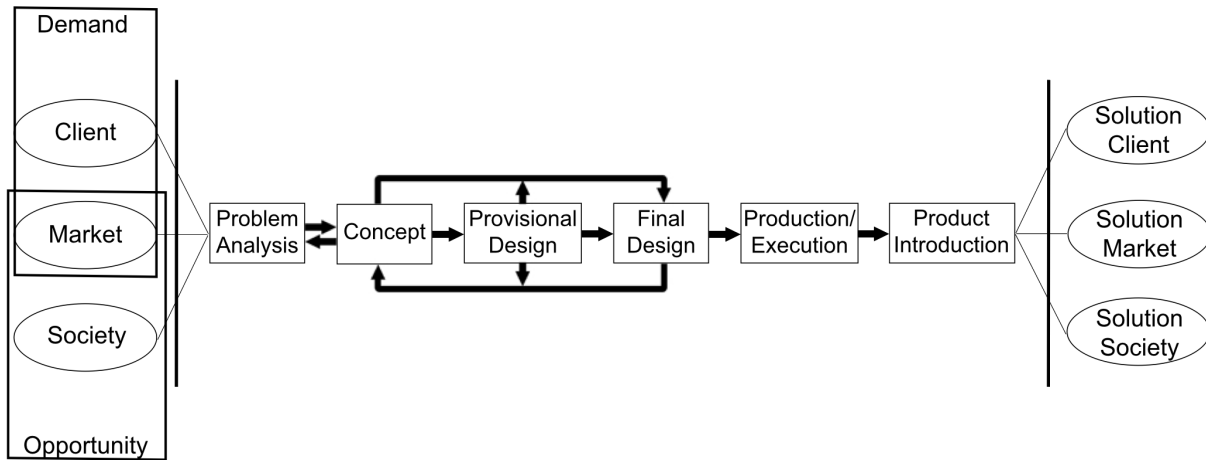 Demand
Client
Market
Society
Opportunity
Problem
Analysis
Concept
Provisional
Design
Final
Design
Production/
Execution
Product
Introduction
Solution
Client
Solution
Market
Solution
Society